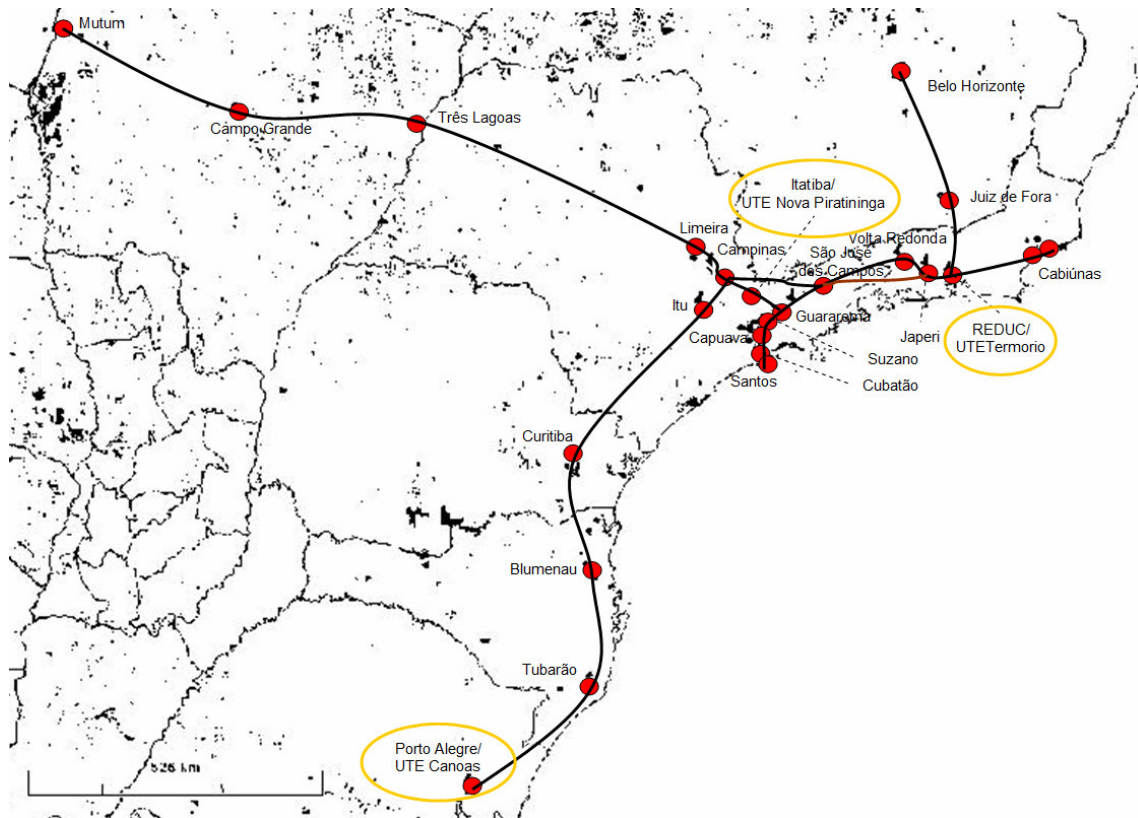 Mutum
Belo Horizonte
Campo Grande
Três Lagoas
Itatiba/
UTE Nova Piratininga
Juiz de Fora
Limeira
Campinas
São José
dos Campos
Volta Redonda
Cabiúnas
Itu
Guararema
Capuava
Japeri
REDUC/
UTETermorio
Suzano
Santos
Cubatão
Curitiba
Blumenau
Tubarão
Porto Alegre/
UTE Canoas
526 km